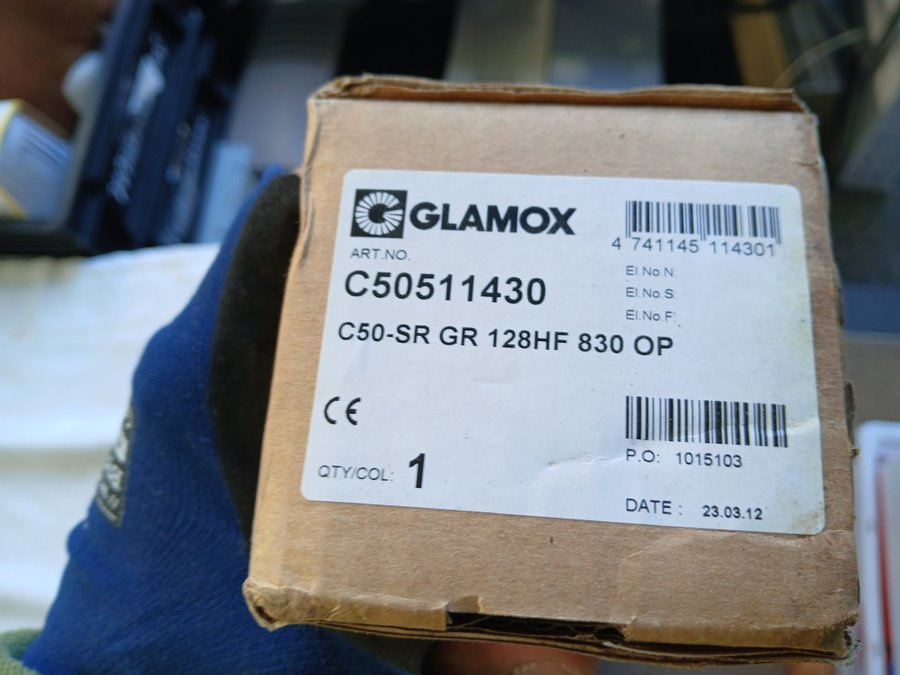 GLAMOX
4 741145 114301
ART.NO.
C50511430
El.No.N:
El.No.S:
El.No.F:
C50-SR GR 128HF 830 OP
CE
QTY/COL: 1
P.O: 1015103
DATE : 23.03.12